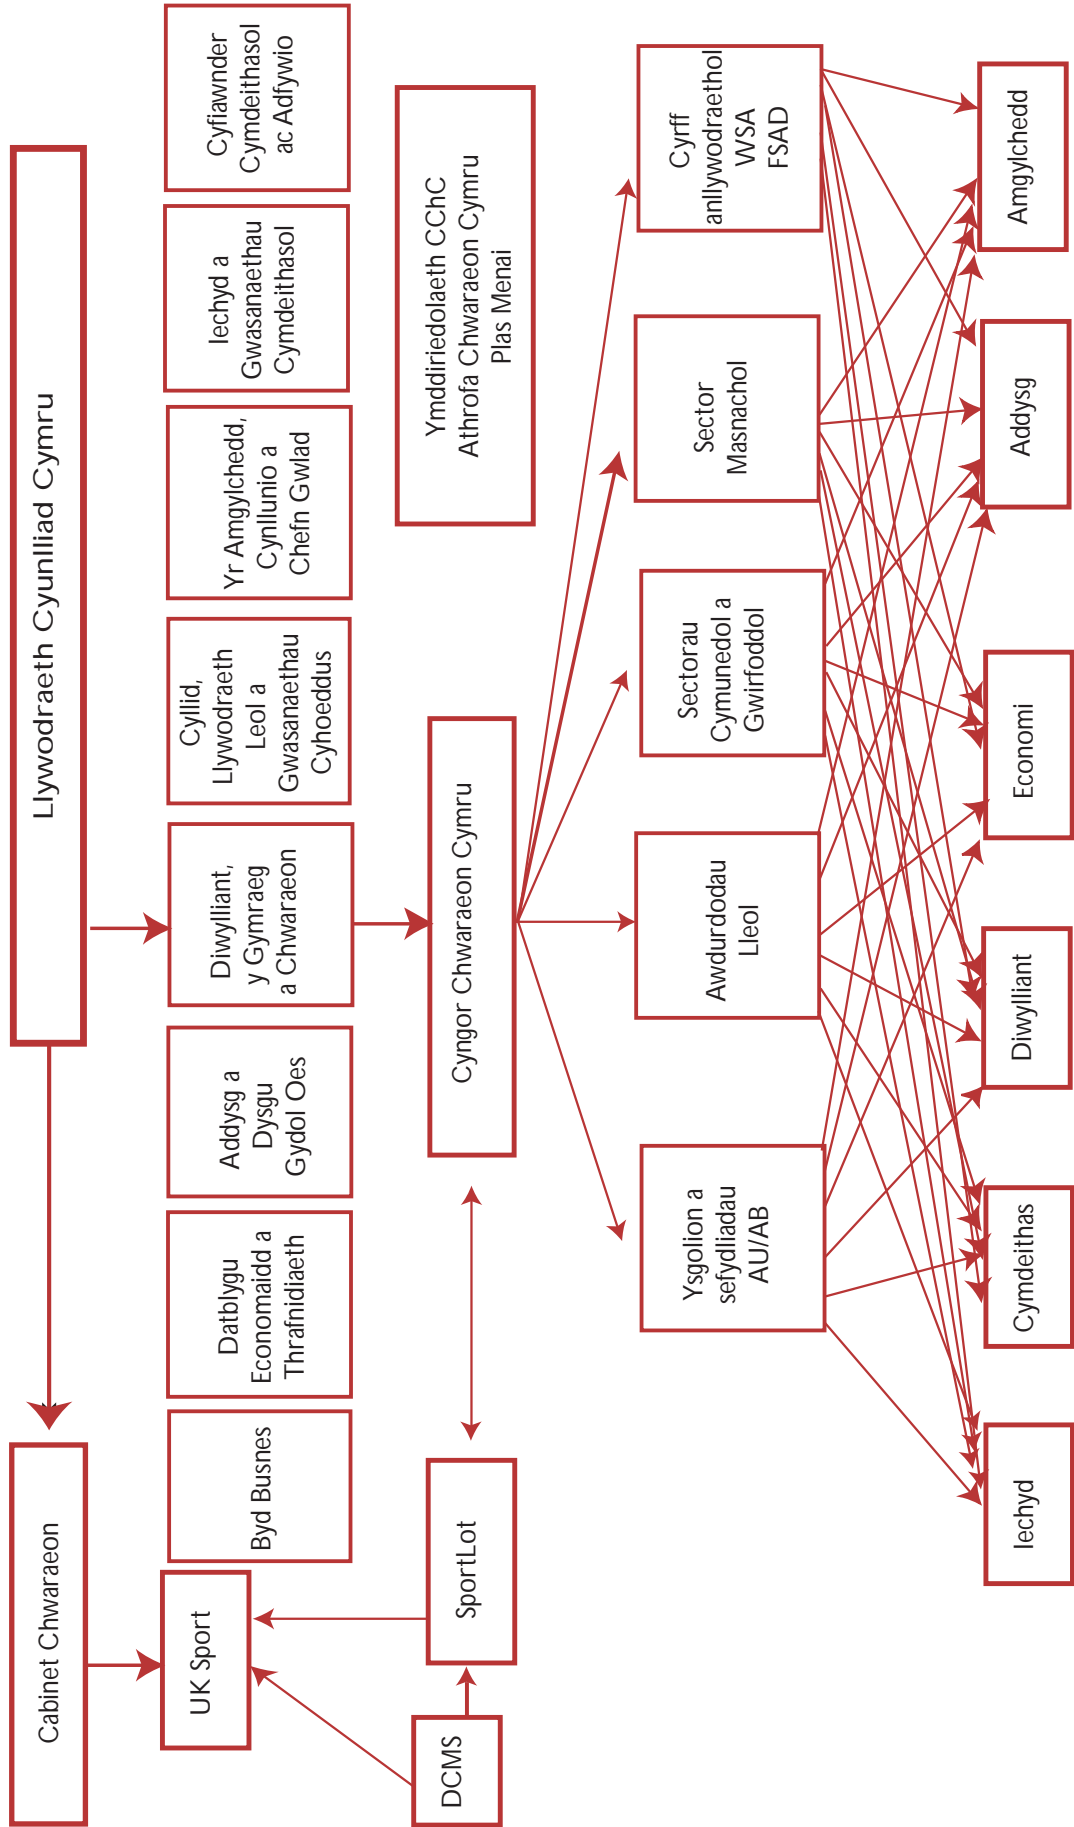 Llywodraeth Cyunlliad Cymru
Cabinet Chwaraeon
UK Sport
Byd Busnes
Datblygu
Economaidd a
Thrafnidiaeth
Addysg a
Dysgu
Gydol Oes
Diwylliant,
y Gymraeg
a Chwaraeon
Cyllid,
Llywodraeth
Leol a
Gwasanaethau
Cyhoeddus
Yr Amgylchedd,
Cynllunio a
Chefn Gwlad
Iechyd a
Gwasanaethau
Cymdeithasol
Cyfiawnder
Cymdeithasol
ac Adfywio
DCMS
SportLot
Cyngor Chwaraeon Cymru
Ymddiriedolaeth CChC
Athrofa Chwaraeon Cymru
Plas Menai
Ysgolion a
sefydliadau
AU/AB
Awdurdodau
Lleol
Sectorau
Cymunedol a
Gwirfoddol
Sector
Masnachol
Cyrff
anllywodraethol
WSA
FSAD
Iechyd
Cymdeithas
Diwylliant
Economi
Addysg
Amgylchedd